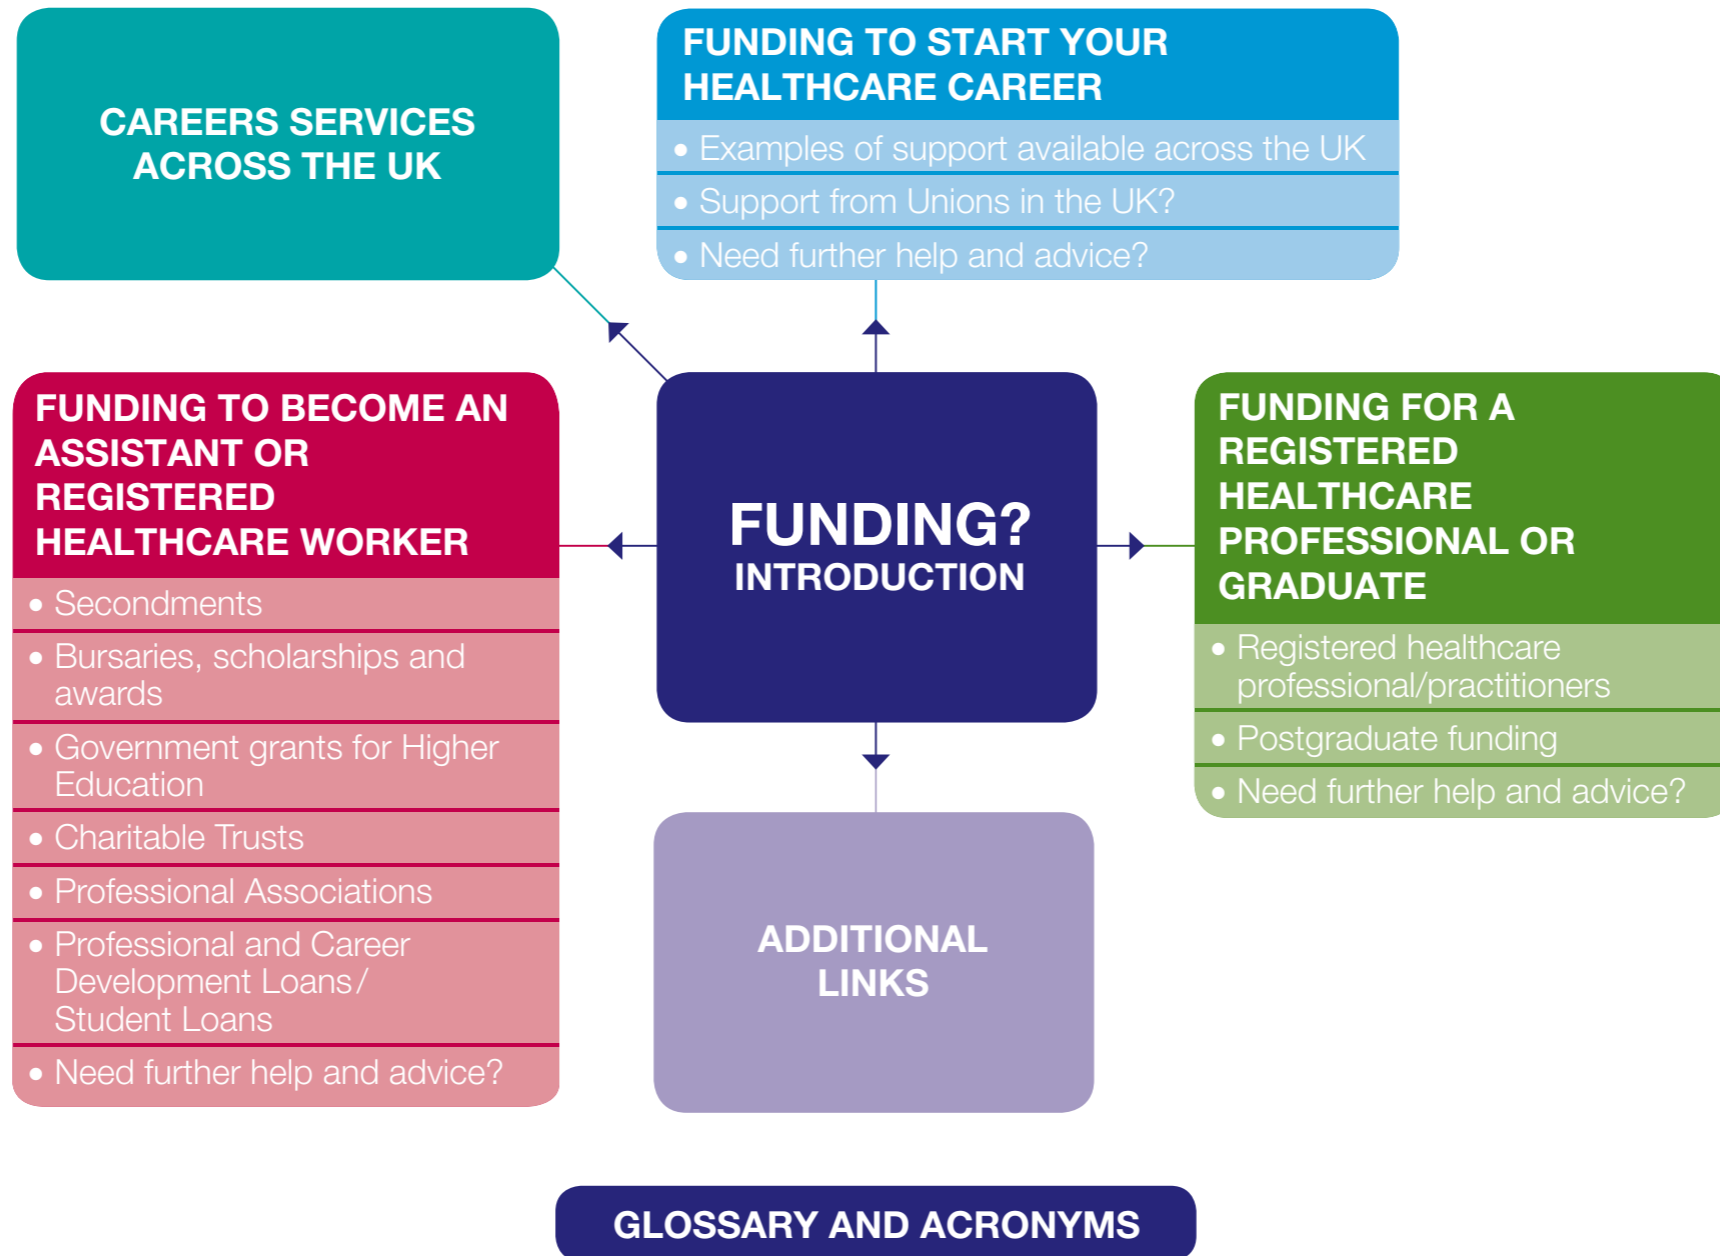 CAREERS SERVICES
ACROSS THE UK
FUNDING TO START YOUR
HEALTHCARE CAREER
• Examples of support available across the UK
• Support from Unions in the UK?
• Need further help and advice?
FUNDING TO BECOME AN
ASSISTANT OR
REGISTERED
HEALTHCARE WORKER
• Secondments
• Bursaries, scholarships and
awards
• Government grants for Higher
Education
• Charitable Trusts
• Professional Associations
• Professional and Career
Development Loans/
Student Loans
• Need further help and advice?
FUNDING?
INTRODUCTION
FUNDING FOR A
REGISTERED
HEALTHCARE
PROFESSIONAL OR
GRADUATE
• Registered healthcare
professional/practitioners
• Postgraduate funding
• Need further help and advice?
ADDITIONAL
LINKS
GLOSSARY AND ACRONYMS